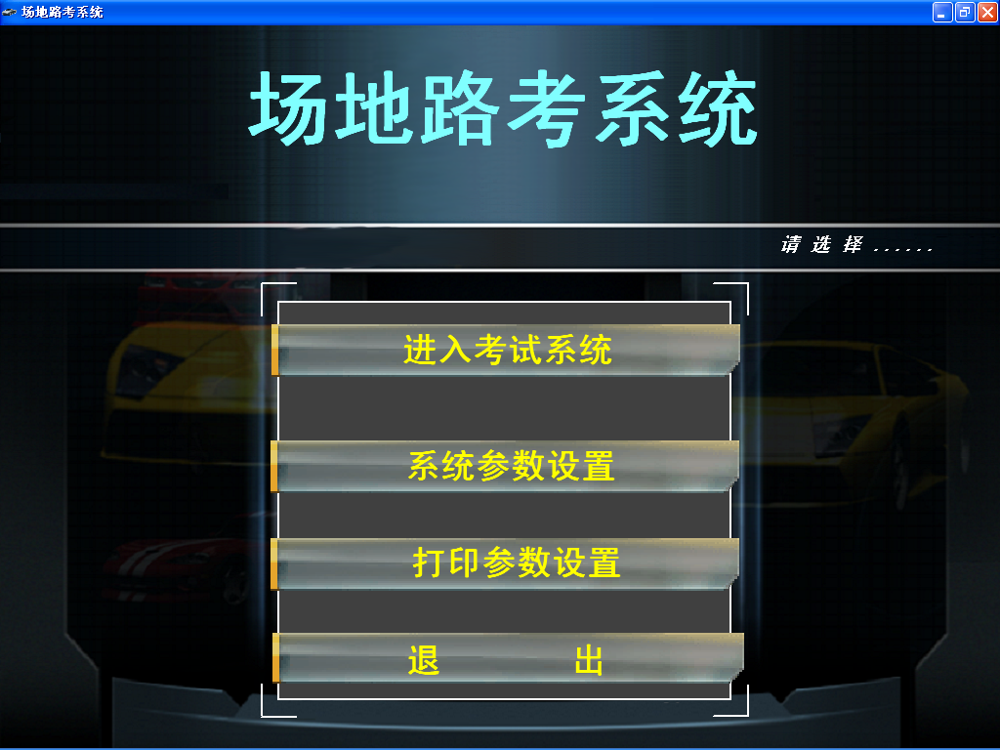 场地路考系统
场地路考系统
请 选 择 ......
进入考试系统
系统参数设置
打印参数设置
退 出